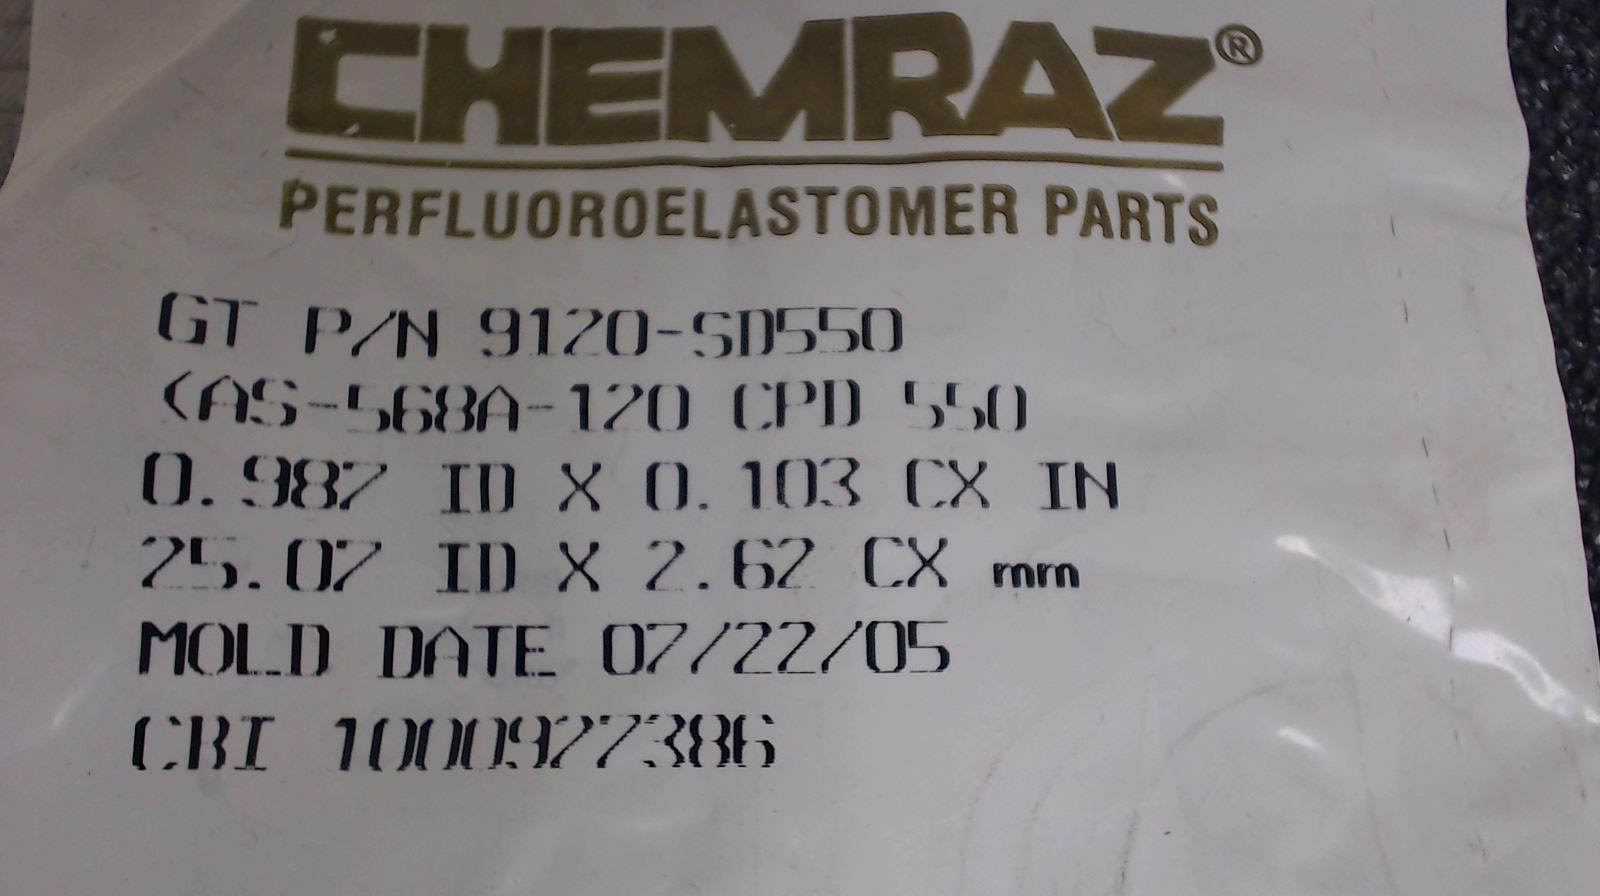 CHEMRAZ®
PERFLUOROELASTOMER PARTS
GT P/N 9120-SD550
(AS-568A-120 CPD 550
0.987 ID X 0.103 CX IN
25.07 ID X 2.62 CX mm
MOLD DATE 07/22/05
CBI 1000977386